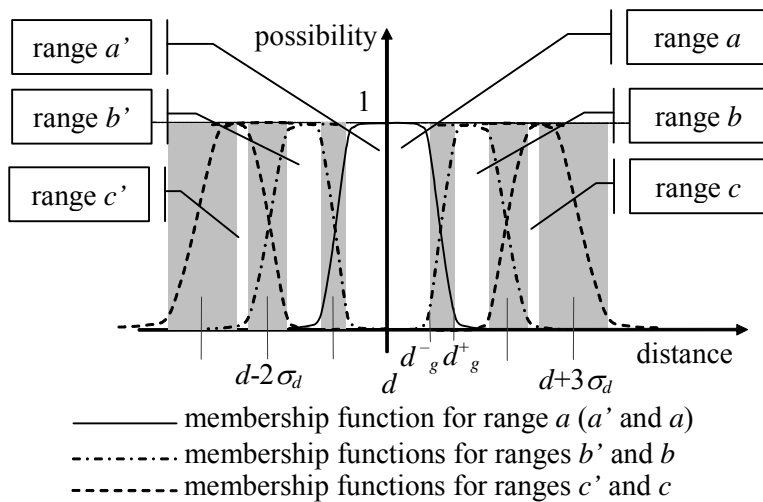 possibility
range a'
range a
1
range b'
range b
range c'
range c
d⁻g d⁺g
distance
d-2σd
d
d+3σd
membership function for range a (a' and a)
membership functions for ranges b' and b
membership functions for ranges c' and c